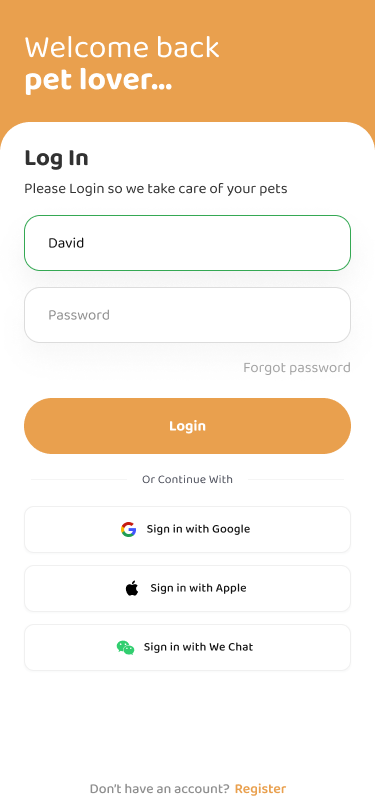 Welcome back
pet lover...
Log In
Please Login so we take care of your pets
David
Password
Forgot password
Login
Or Continue With
Sign in with Google
Sign in with Apple
Sign in with We Chat
Don't have an account? Register